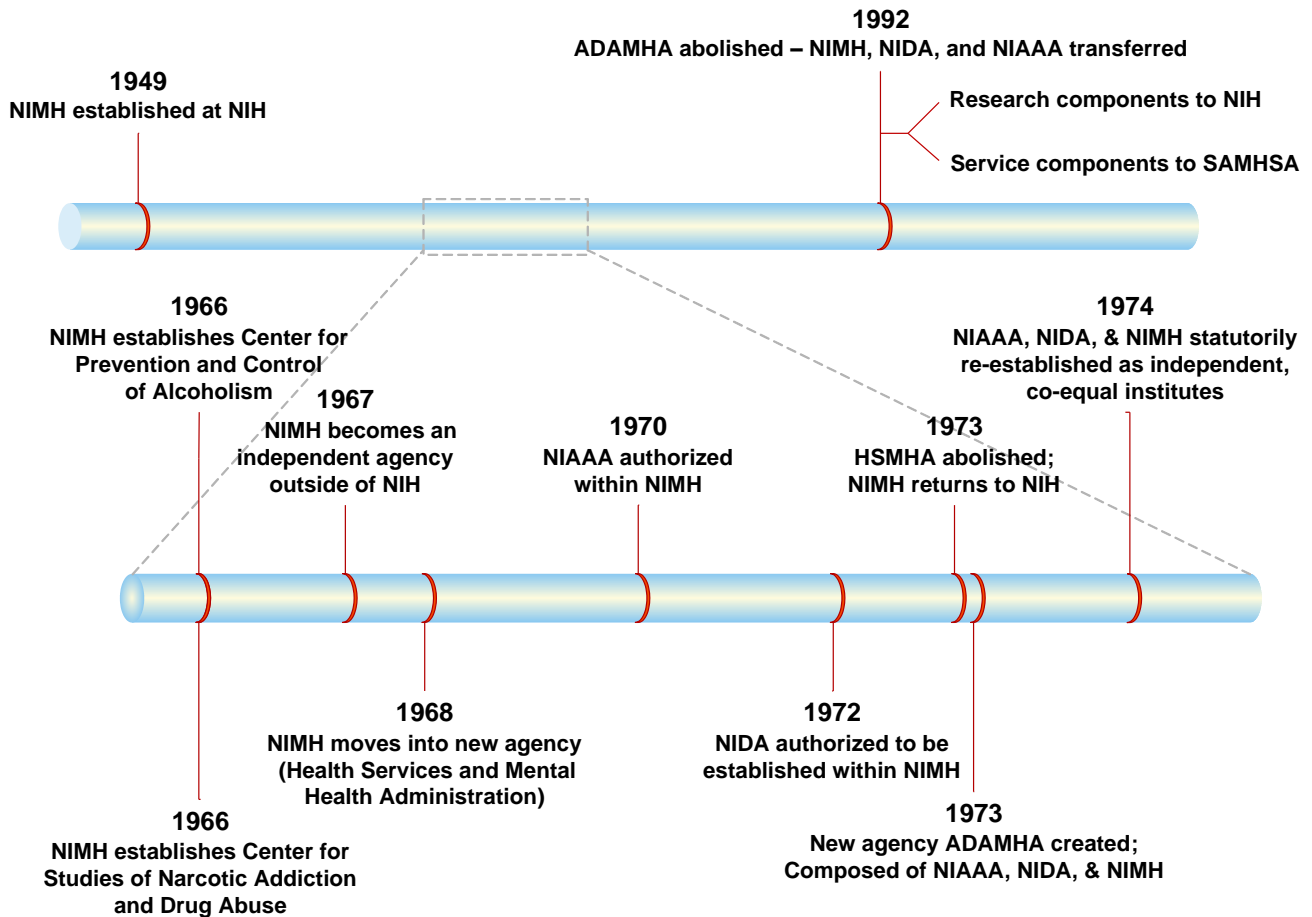 1949
NIMH established at NIH
1992
ADAMHA abolished – NIMH, NIDA, and NIAAA transferred
Research components to NIH
Service components to SAMHSA
1966
NIMH establishes Center for
Prevention and Control
of Alcoholism
1967
NIMH becomes an
independent agency
outside of NIH
1970
NIAAA authorized
within NIMH
1973
HSMHA abolished;
NIMH returns to NIH
1974
NIAAA, NIDA, & NIMH statutorily
re-established as independent,
co-equal institutes
1966
NIMH establishes Center for
Studies of Narcotic Addiction
and Drug Abuse
1968
NIMH moves into new agency
(Health Services and Mental
Health Administration)
1972
NIDA authorized to be
established within NIMH
1973
New agency ADAMHA created;
Composed of NIAAA, NIDA, & NIMH